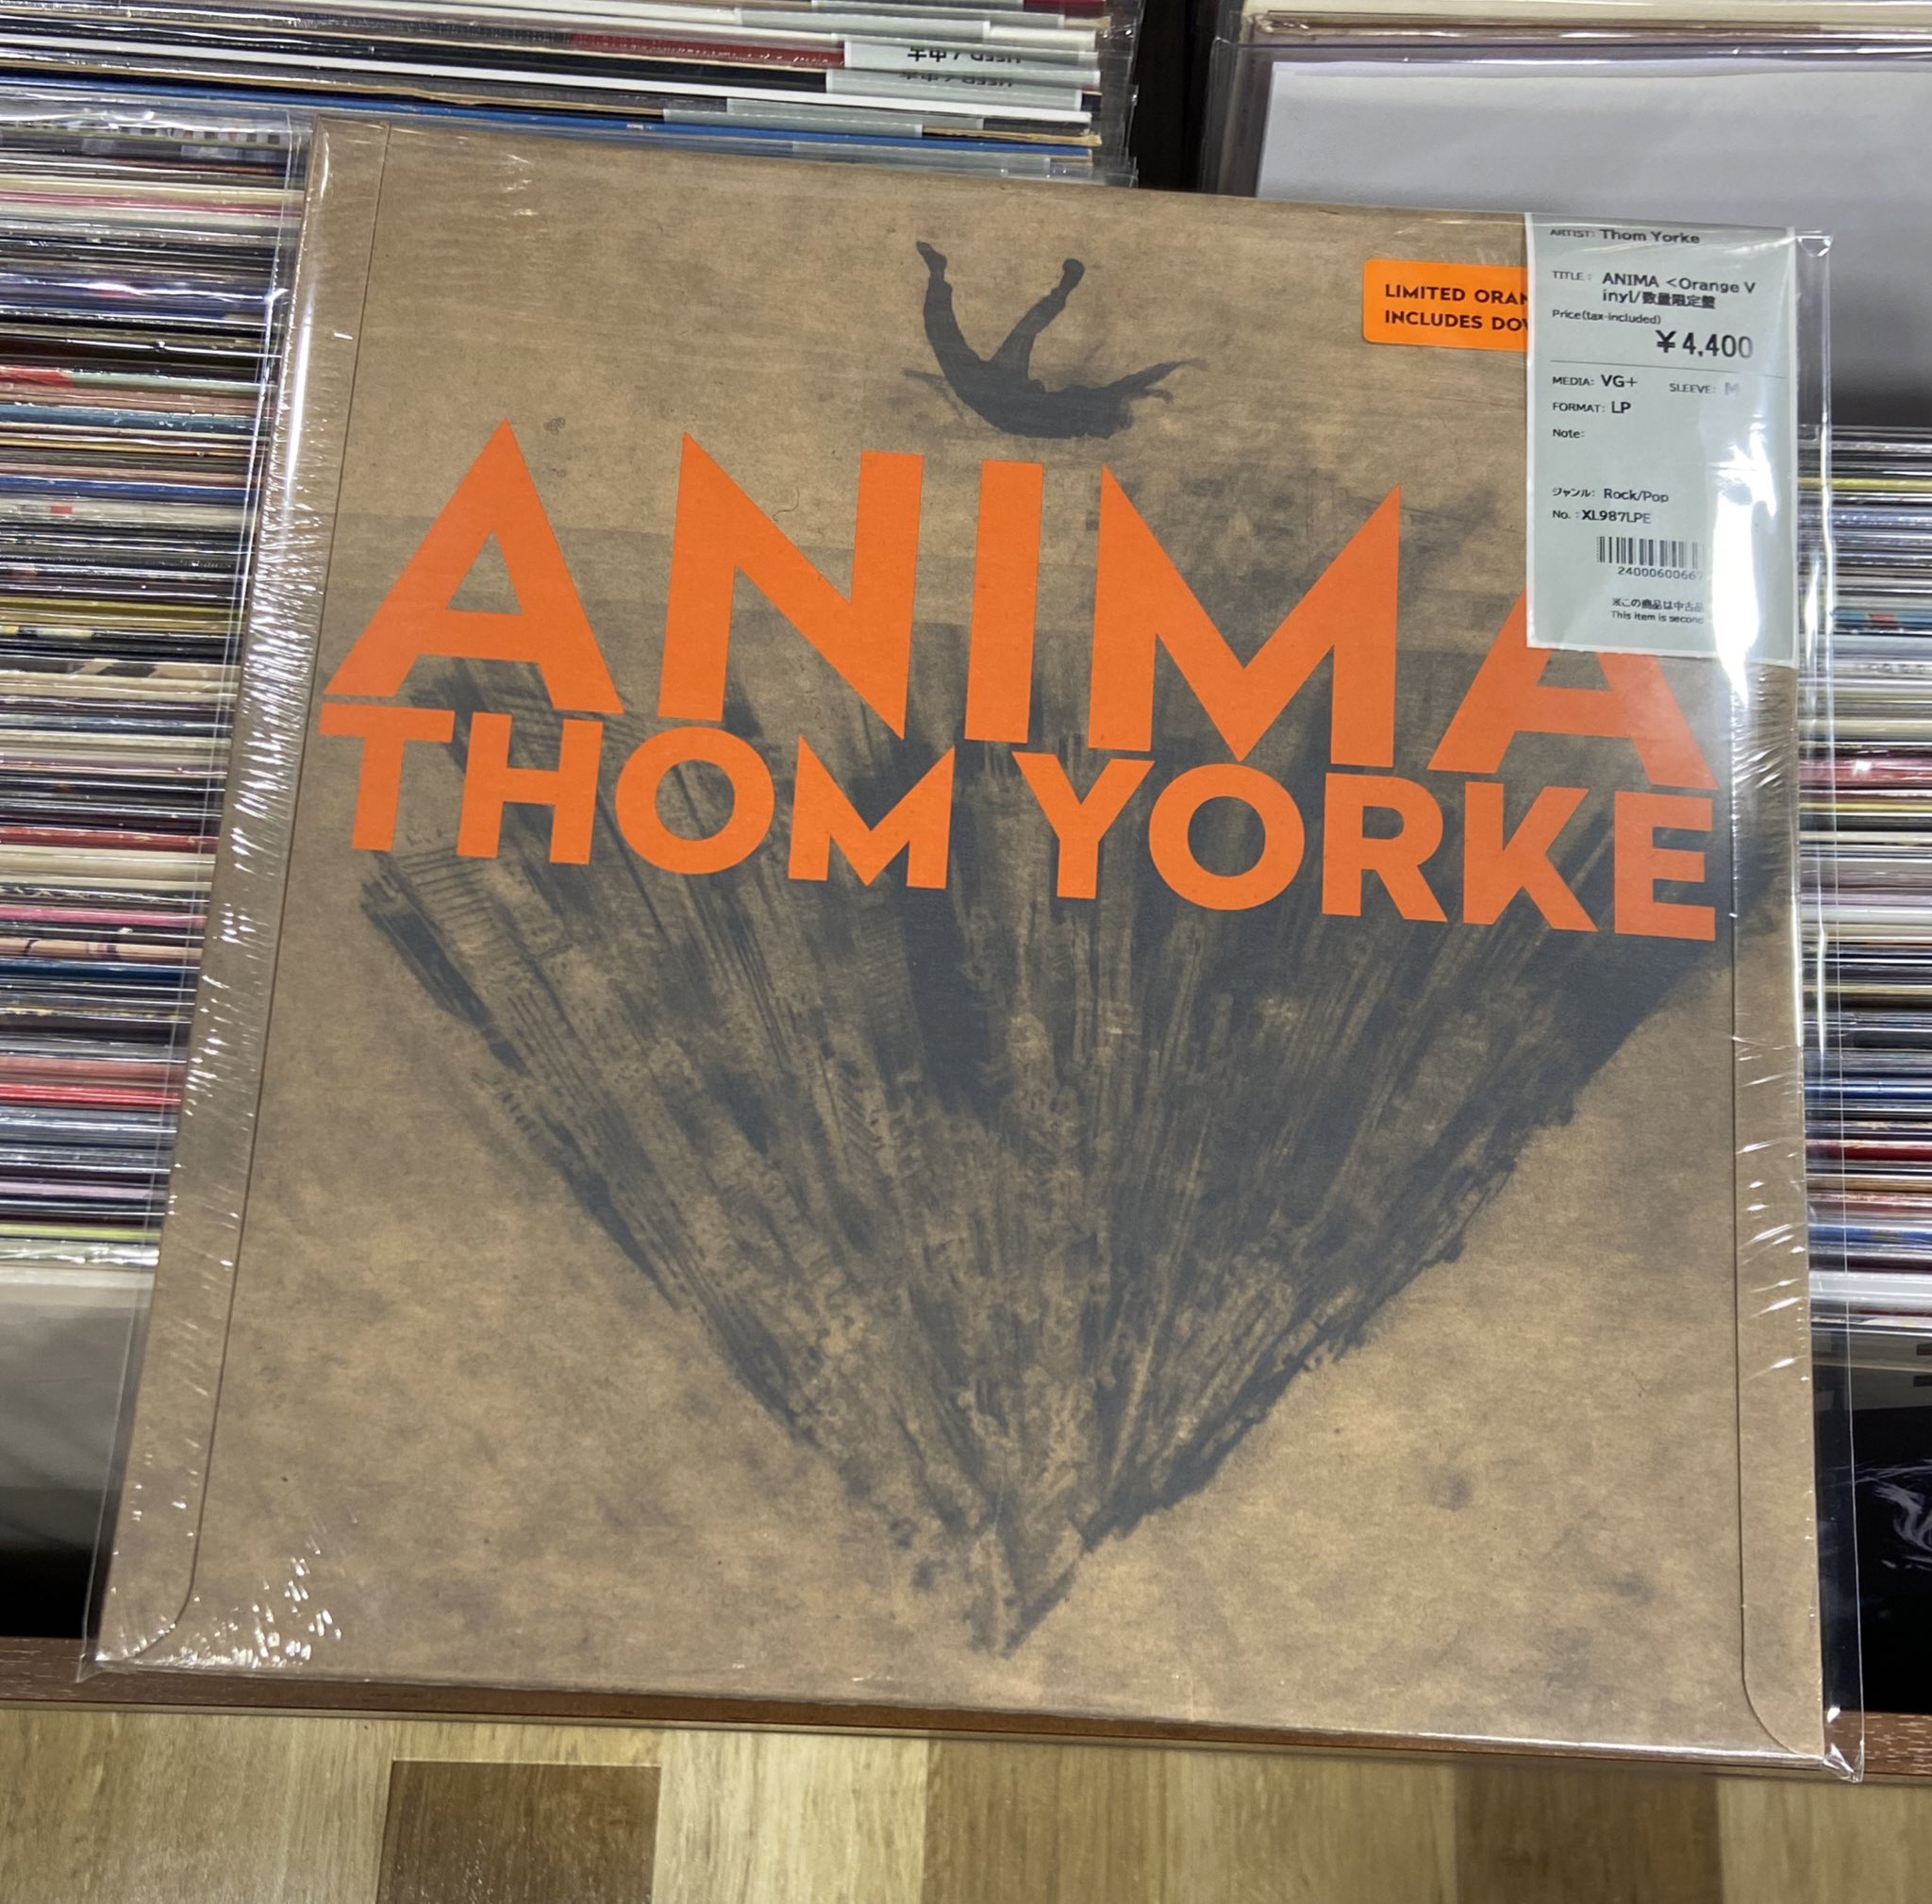 LIMITED ORAN
INCLUDES DO
ARTIST: Thom Yorke
TITLE: ANIMA <Orange V
inyl/数量限定盤
Price(tax-included)
¥4,400
MEDIA: VG+ SLEEVE: M
FORMAT: LP
Note:
ジャンル: Rock/Pop
No. : XL987LPE
2400060066
※この商品は中古品
This item is second
ANIMA
THOM YORKE